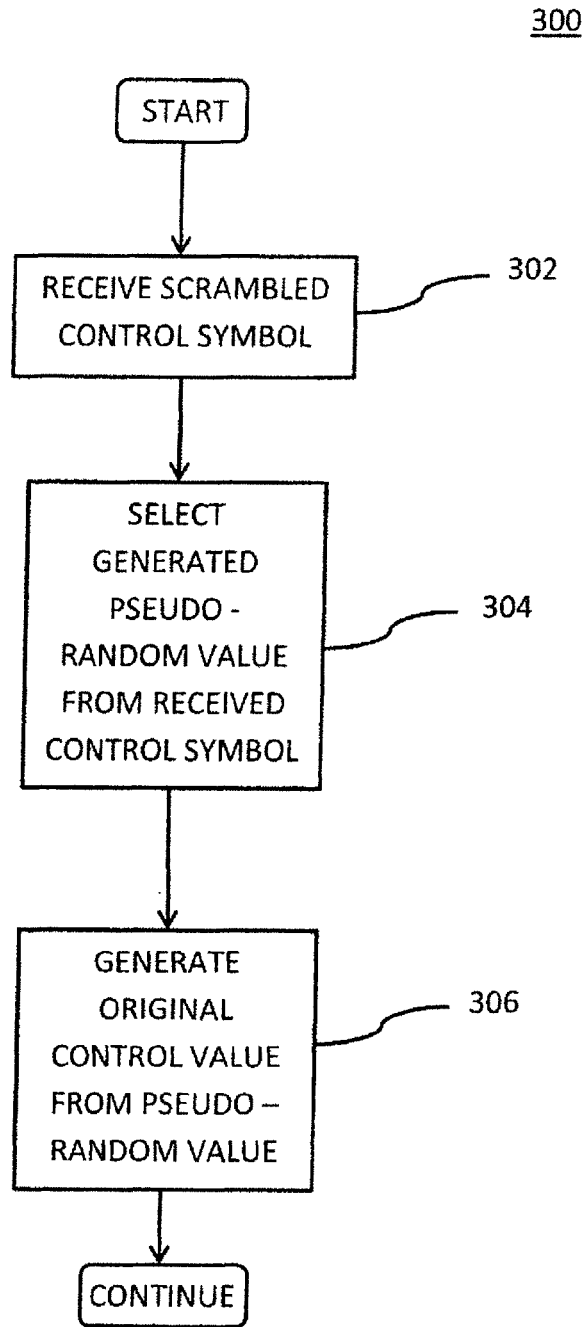 300
START
RECEIVE SCRAMBLED
CONTROL SYMBOL
302
SELECT
GENERATED
PSEUDO -
RANDOM VALUE
FROM RECEIVED
CONTROL SYMBOL
304
GENERATE
ORIGINAL
CONTROL VALUE
FROM PSEUDO –
RANDOM VALUE
306
CONTINUE